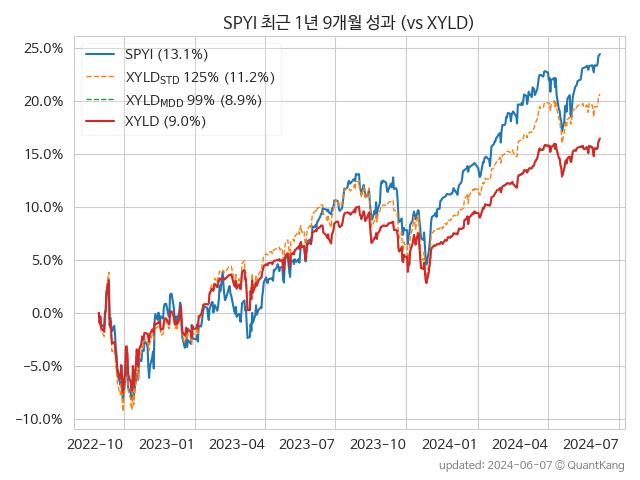 SPYI 최근 1년 9개월 성과 (vs XYLD)
25.0%
20.0%
15.0%
10.0%
5.0%
0.0%
−5.0%
−10.0%
SPYI (13.1%)
XYLD_STD 125% (11.2%)
XYLD_MDD 99% (8.9%)
XYLD (9.0%)
2022-10 2023-01 2023-04 2023-07 2023-10 2024-01 2024-04 2024-07
updated: 2024-06-07 © QuantKang